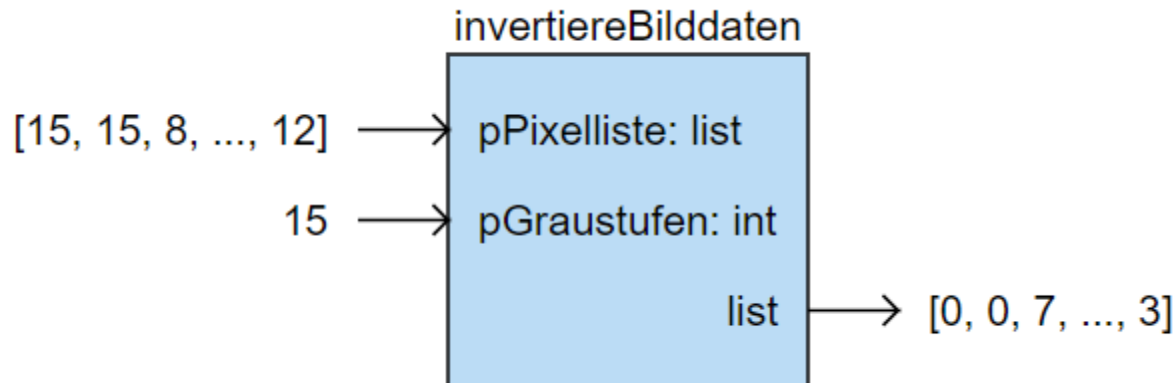 invertiereBilddaten
[15, 15, 8, ..., 12] pPixelliste: list
15 pGraustufen: int
list [0, 0, 7, ..., 3]